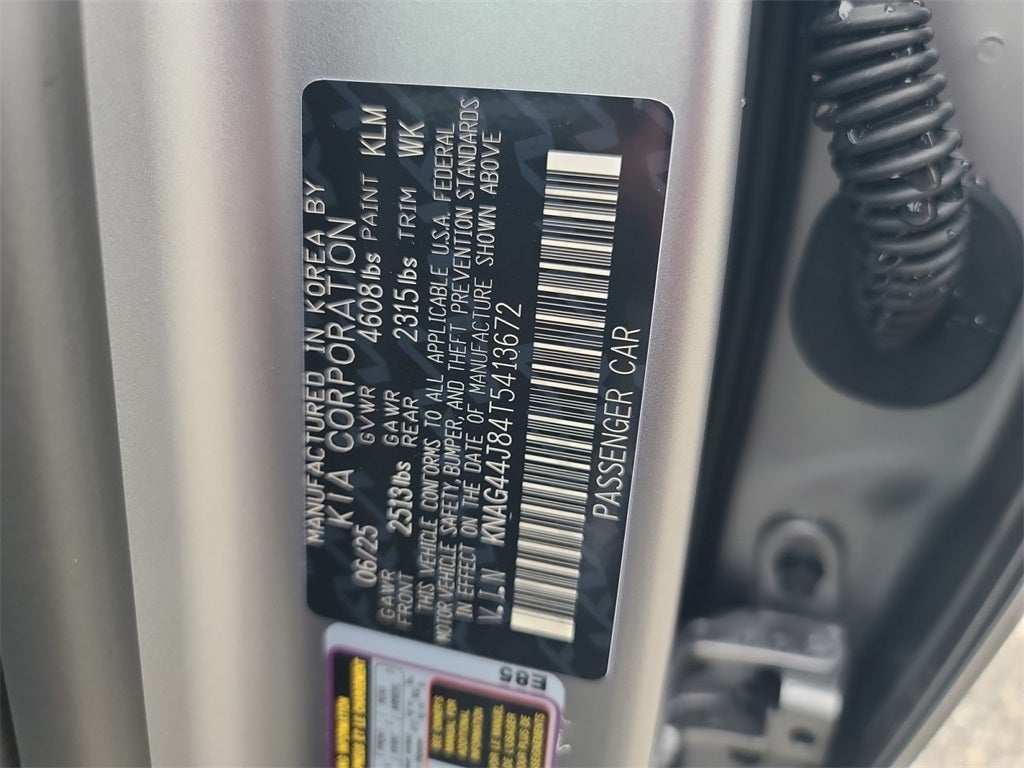 MANUFACTURED IN KOREA BY
KIA CORPORATION
06/25 GVWR 4608lbs PAINT KLM
GAWR FRONT 2513lbs GAWR REAR 2315lbs TRIM WK
THIS VEHICLE CONFORMS TO ALL APPLICABLE U.S.A. FEDERAL
MOTOR VEHICLE SAFETY, BUMPER, AND THEFT PREVENTION STANDARDS
IN EFFECT ON THE DATE OF MANUFACTURE SHOWN ABOVE
V.I.N KNAG44J84T5413672
PASSENGER CAR
E85